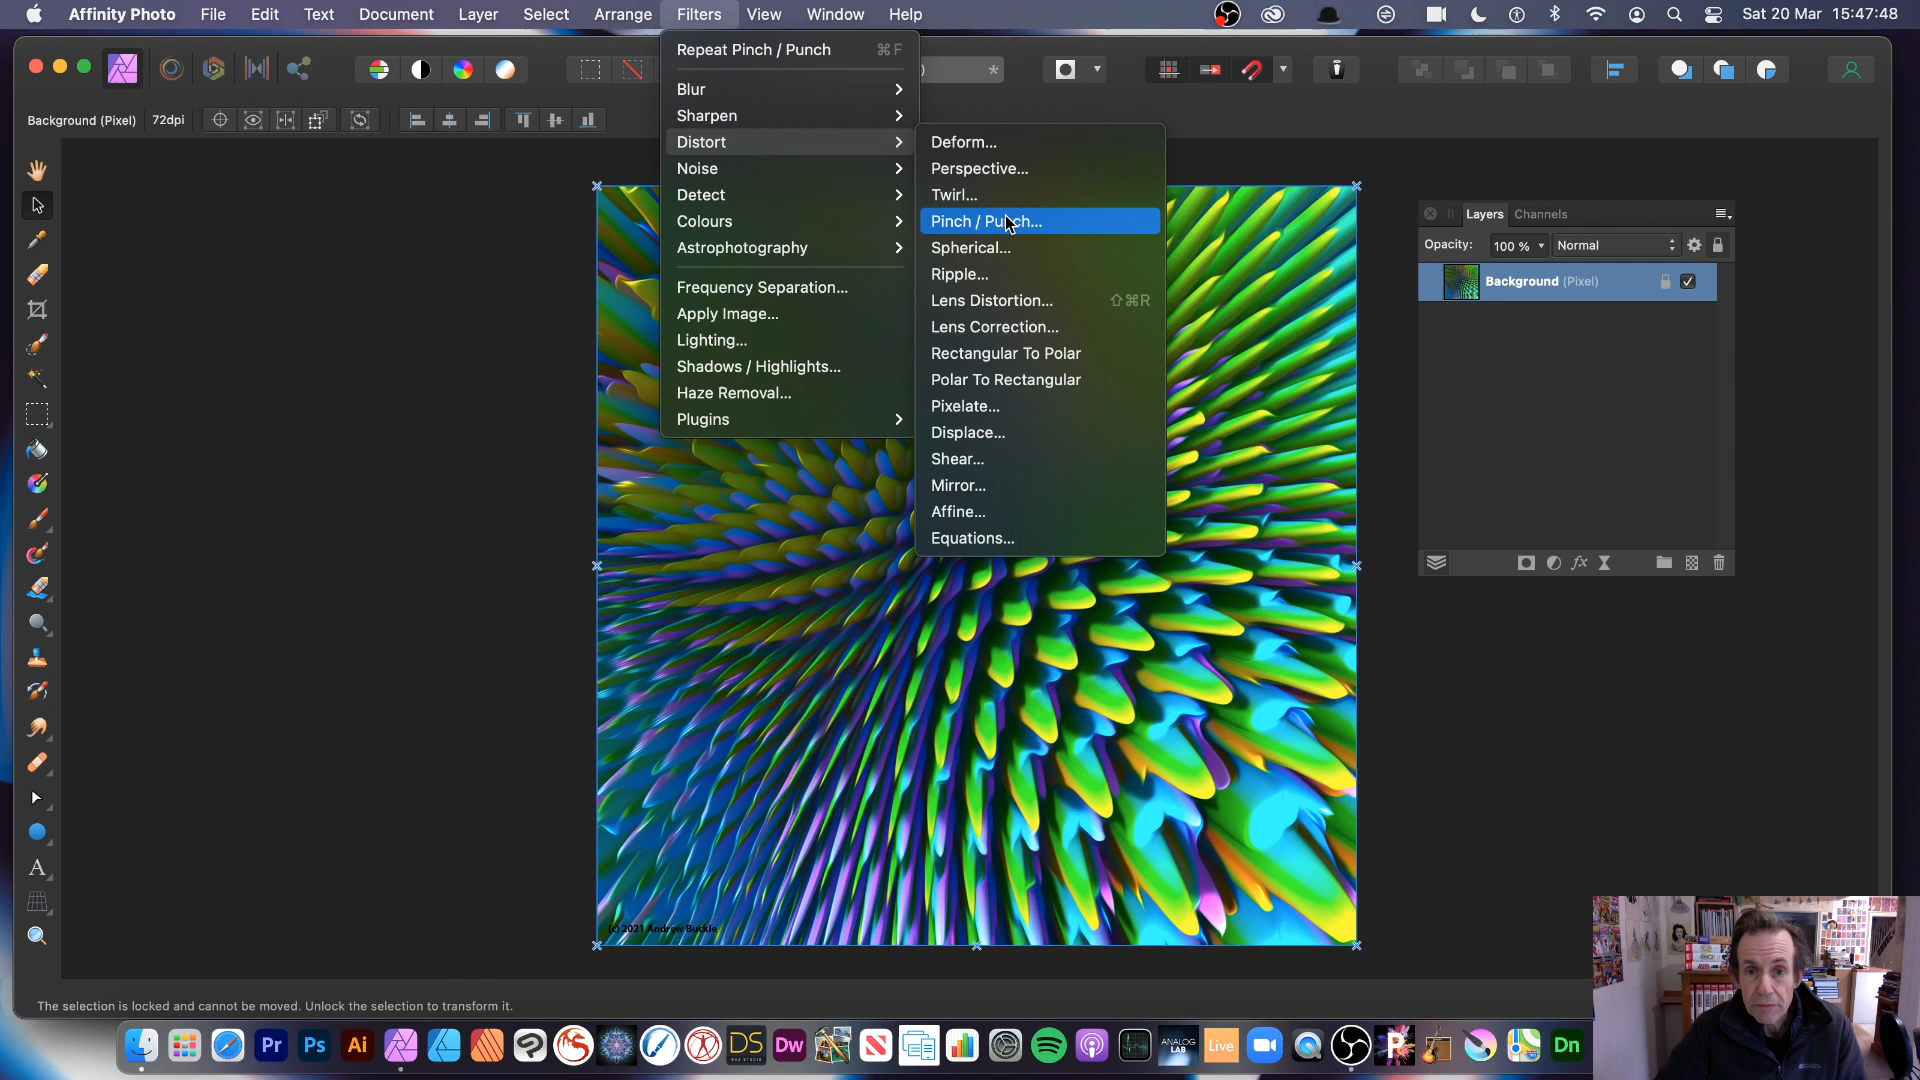 Affinity Photo File Edit Text Document Layer Select Arrange Filters View Window Help Sat 20 Mar 15:47:48
Repeat Pinch / Punch ⌘F
Blur
Sharpen
Distort
Noise
Detect
Colours
Astrophotography
Frequency Separation...
Apply Image...
Lighting...
Shadows / Highlights...
Haze Removal...
Plugins
Deform...
Perspective...
Twirl...
Pinch / Punch...
Spherical...
Ripple...
Lens Distortion... ⇧⌘R
Lens Correction...
Rectangular To Polar
Polar To Rectangular
Pixelate...
Displace...
Shear...
Mirror...
Affine...
Equations...
) *
Background (Pixel) 72dpi
Layers Channels
Opacity: 100 % Normal
Background (Pixel)
fx
A
(c) 2021 Andrew Buckle
The selection is locked and cannot be moved. Unlock the selection to transform it.
Pr Ps Ai DS Dw ANALOG LAB Live P Dn